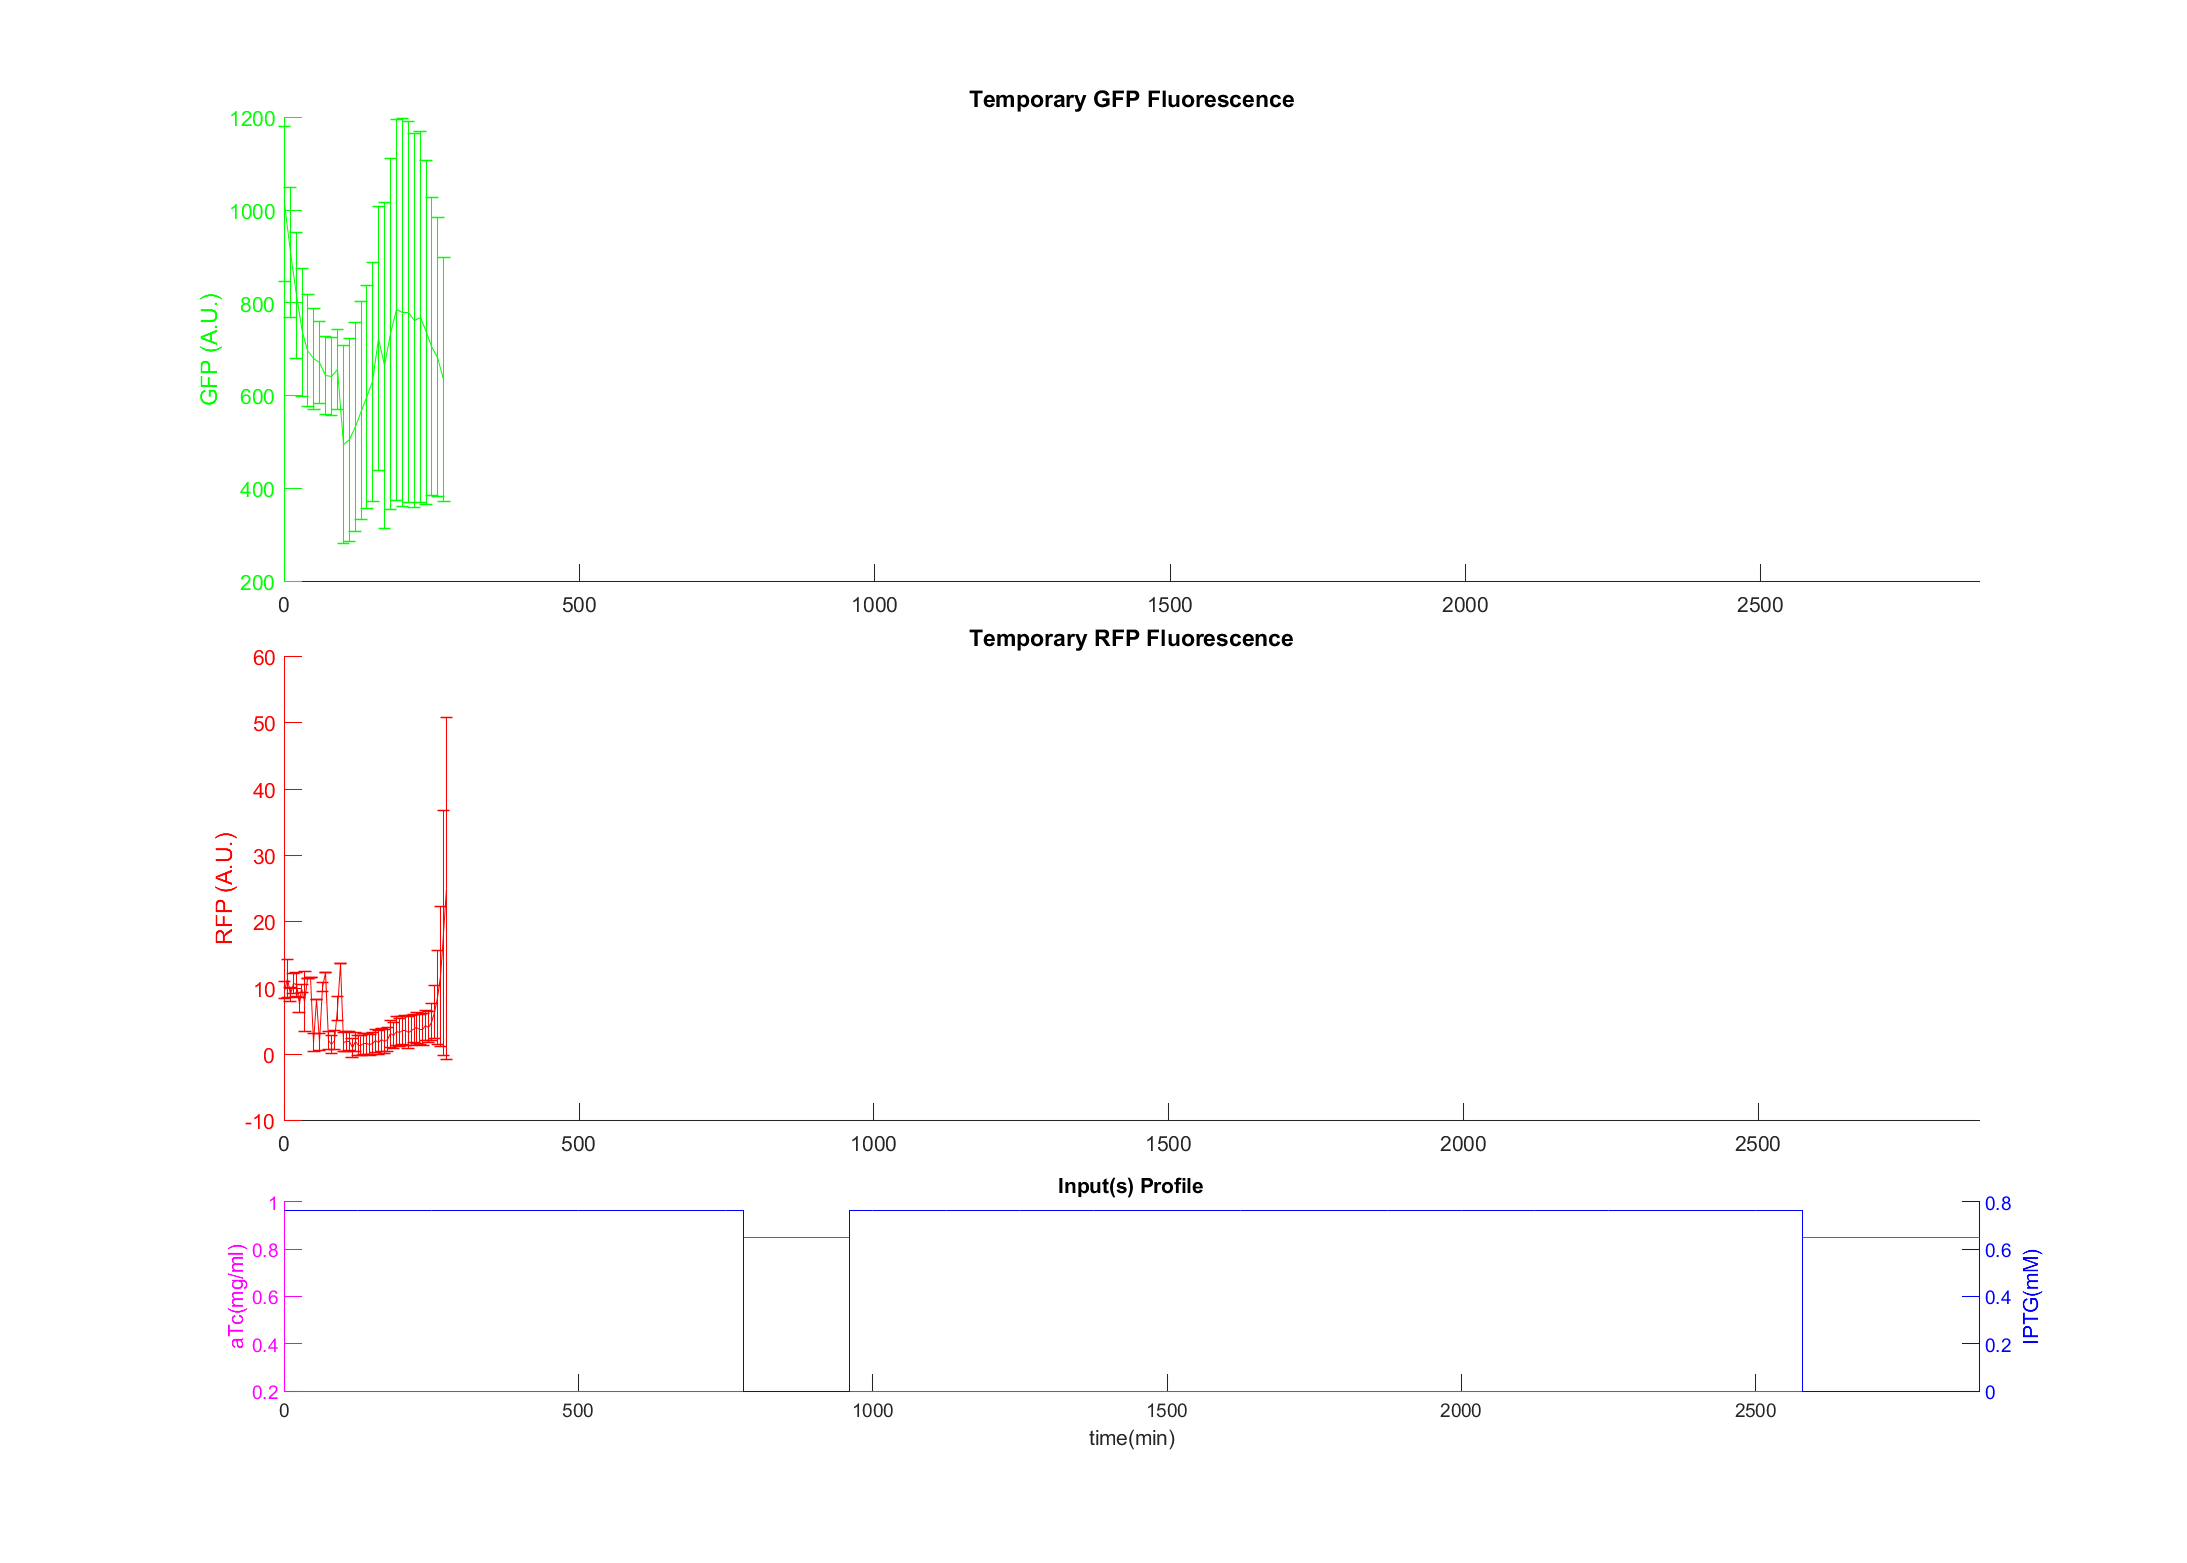 Temporary GFP Fluorescence
1200
1000
800
600
400
200
GFP (A.U.)
0 500 1000 1500 2000 2500
Temporary RFP Fluorescence
60
50
40
30
20
10
0
-10
RFP (A.U.)
0 500 1000 1500 2000 2500
Input(s) Profile
1
0.8
0.6
0.4
0.2
aTc(mg/ml)
0.8
0.6
0.4
0.2
0
IPTG(mM)
0 500 1000 1500 2000 2500
time(min)